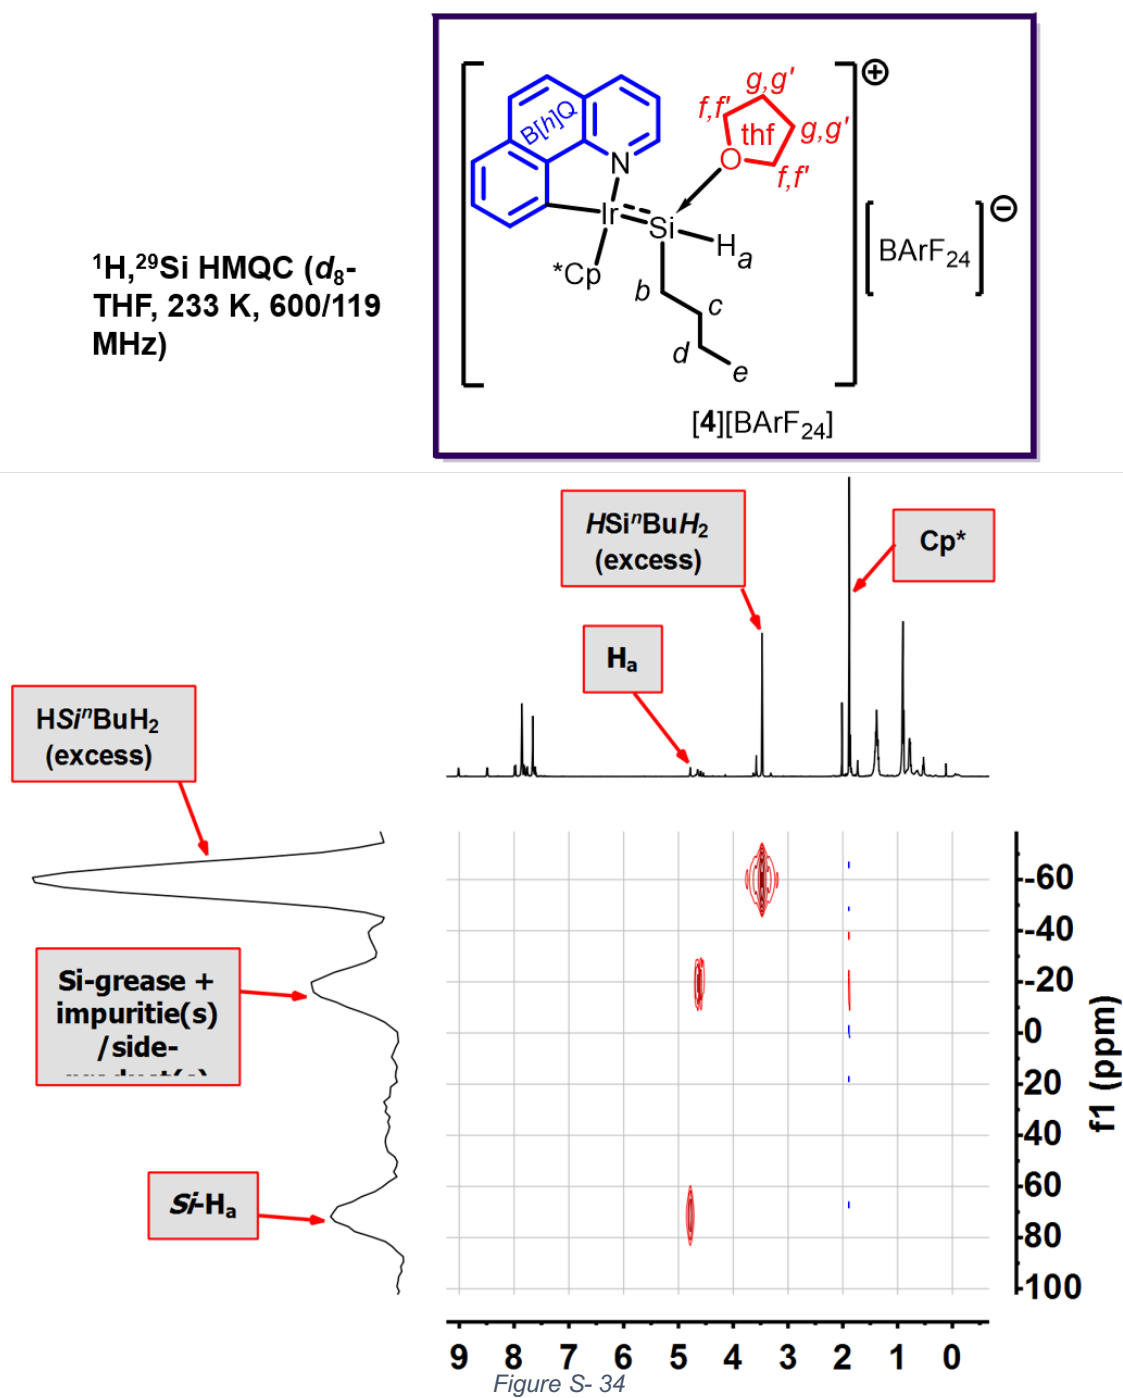 ¹H,²⁹Si HMQC (d₈-
THF, 233 K, 600/119
MHz)
B[h]Q
N
Ir
Si
Hₐ
*Cp
O
thf
g,g'
f,f'
g,g'
f,f'
b
c
d
e
⊕
[BArF₂₄]
⊖
[4][BArF₂₄]
HSiⁿBuH₂
(excess)
Cp*
Hₐ
HSiⁿBuH₂
(excess)
Si-grease +
impuritie(s)
/side-
Si-Hₐ
-60
-40
-20
0
20
40
60
80
100
f1 (ppm)
9 8 7 6 5 4 3 2 1 0
Figure S- 34